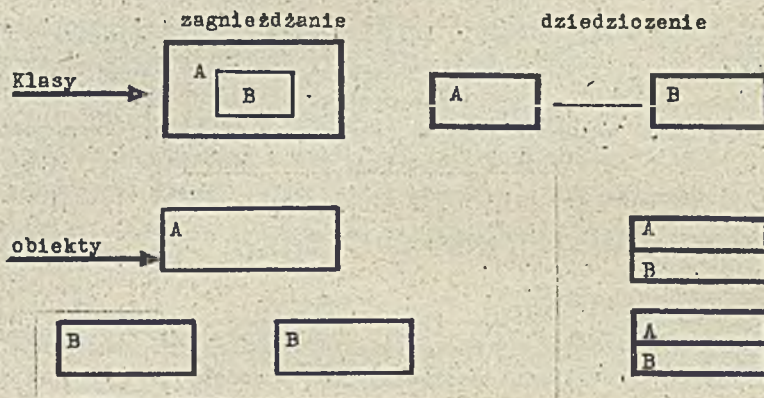 zagnieżdżanie dziedziczenie
Klasy A B A B
obiekty A A
B
B B A
B